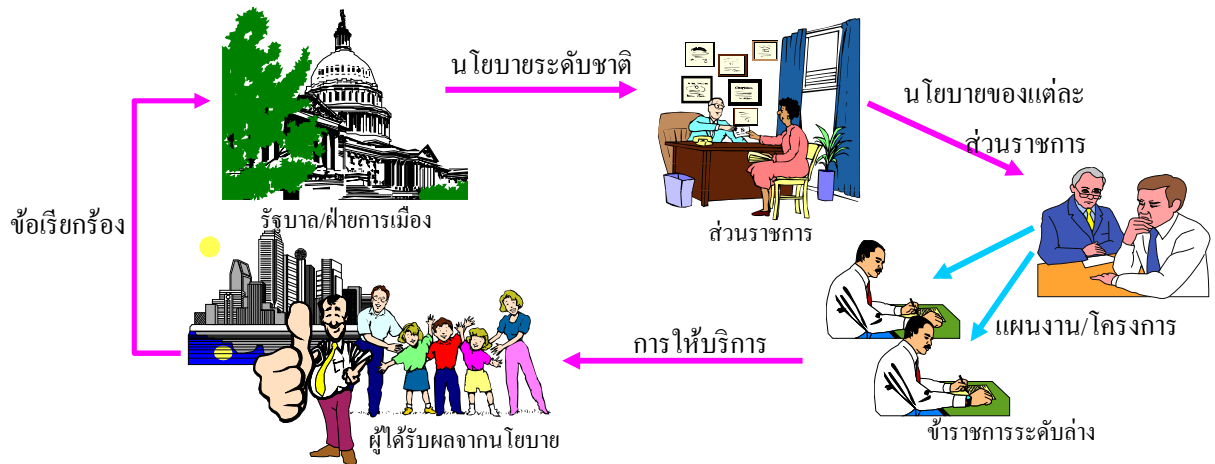 นโยบายระดับชาติ
นโยบายของแต่ละ
ส่วนราชการ
ข้อเรียกร้อง
รัฐบาล/ฝ่ายการเมือง
ส่วนราชการ
แผนงาน/โครงการ
การให้บริการ
ผู้ได้รับผลจากนโยบาย
ข้าราชการระดับล่าง